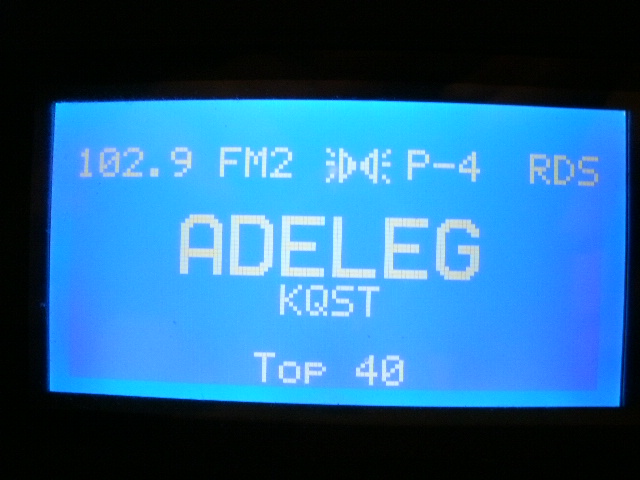 102.9 FM2 P-4 RDS
ADELEG
KQST
Top 40